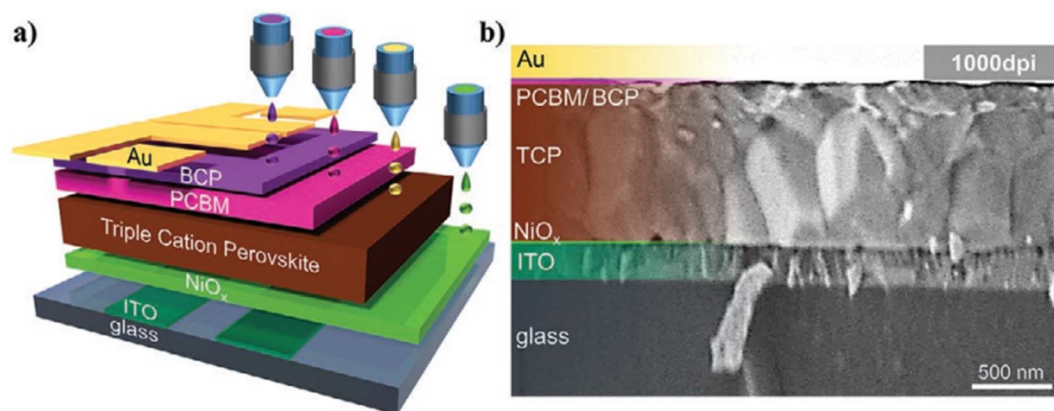 a)
Au
BCP
PCBM
Triple Cation Perovskite
NiOₓ
ITO
glass
b)
Au
1000dpi
PCBM/BCP
TCP
NiOₓ
ITO
glass
500 nm